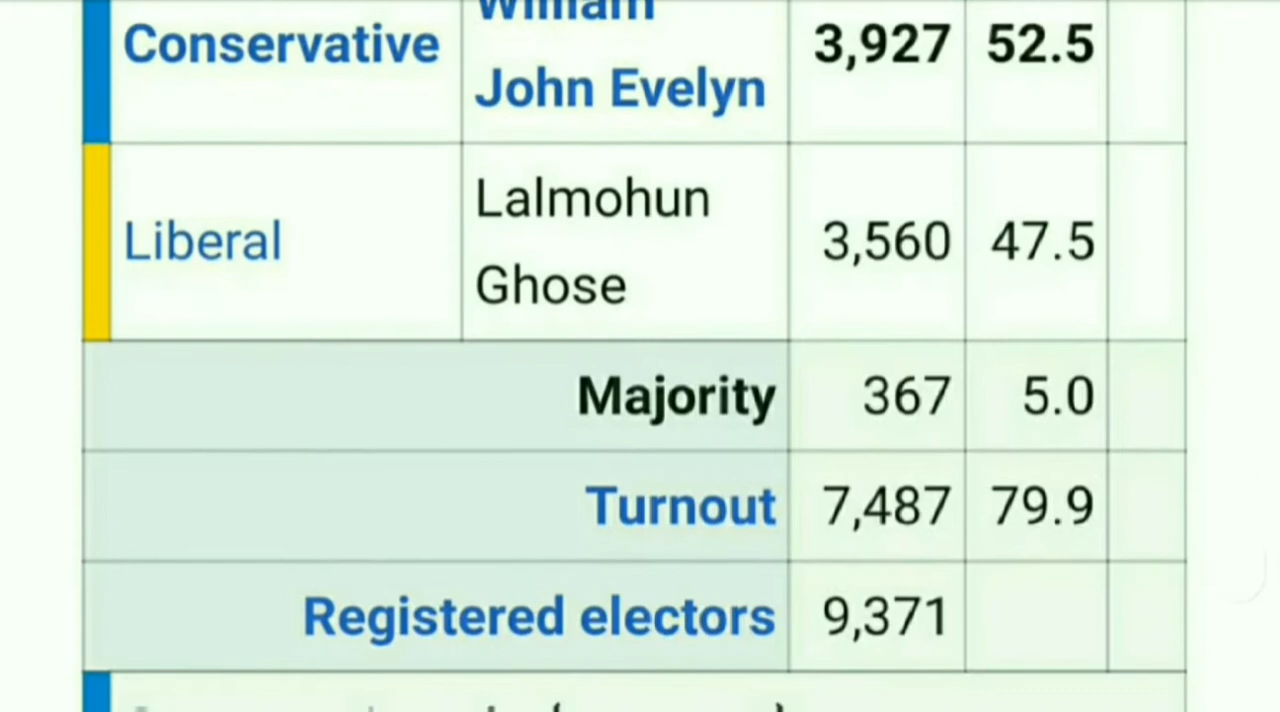 William
Conservative 3,927 52.5
John Evelyn
Lalmohun
Liberal 3,560 47.5
Ghose
Majority 367 5.0
Turnout 7,487 79.9
Registered electors 9,371